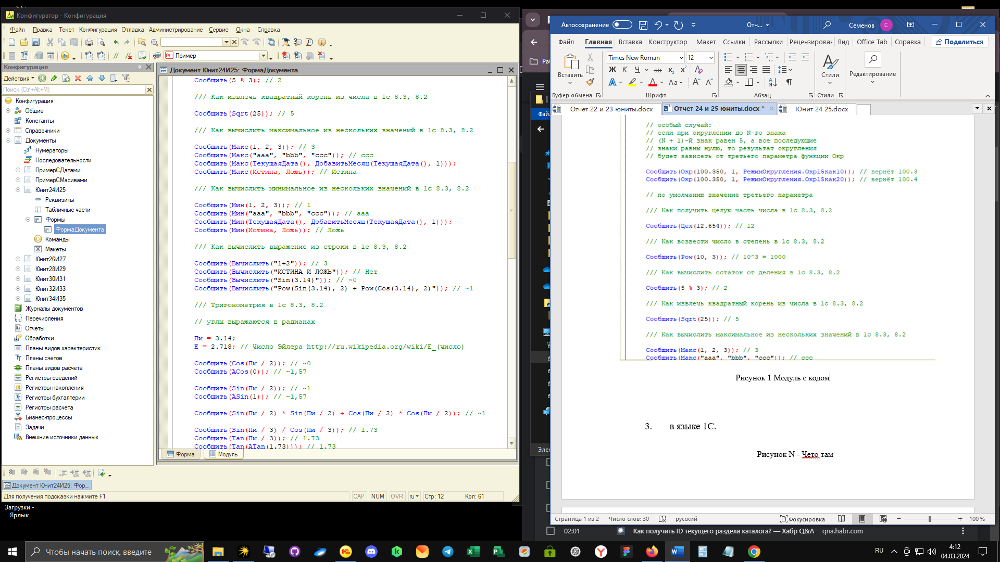 Конфигуратор - Конфигурация
Файл Правка Текст Конфигурация Отладка Администрирование Сервис Окна Справка
Пример
Конфигурация
Действия
Поиск (Ctrl+Alt+M)
Конфигурация
Общие
Константы
Справочники
Документы
Нумераторы
Последовательности
ПримерСДатами
ПримерСМасивами
Юнит24И25
Реквизиты
Табличные части
Формы
ФормаДокумента
Команды
Макеты
Юнит26И27
Юнит28И29
Юнит30И31
Юнит32И33
Юнит34И35
Журналы документов
Перечисления
Отчеты
Обработки
Планы видов характеристик
Планы счетов
Планы видов расчета
Регистры сведений
Регистры накопления
Регистры бухгалтерии
Регистры расчета
Бизнес-процессы
Задачи
Внешние источники данных
Документ Юнит24И25: ФормаДокумента
Сообщить(5 % 3); // 2
/// Как извлечь квадратный корень из числа в 1с 8.3, 8.2
Сообщить(Sqrt(25)); // 5
/// Как вычислить максимальное из нескольких значений в 1с 8.3, 8.2
Сообщить(Макс(1, 2, 3)); // 3
Сообщить(Макс("aaa", "bbb", "ccc")); // ccc
Сообщить(Макс(ТекущаяДата(), ДобавитьМесяц(ТекущаяДата(), 1)));
Сообщить(Макс(Истина, Ложь)); // Истина
/// Как вычислить минимальное из нескольких значений в 1с 8.3, 8.2
Сообщить(Мин(1, 2, 3)); // 1
Сообщить(Мин("aaa", "bbb", "ccc")); // aaa
Сообщить(Мин(ТекущаяДата(), ДобавитьМесяц(ТекущаяДата(), 1)));
Сообщить(Мин(Истина, Ложь)); // Ложь
/// Как вычислить выражение из строки в 1с 8.3, 8.2
Сообщить(Вычислить("1+2")); // 3
Сообщить(Вычислить("ИСТИНА И ЛОЖЬ")); // Нет
Сообщить(Вычислить("Sin(3.14)")); // ~0
Сообщить(Вычислить("Pow(Sin(3.14), 2) + Pow(Cos(3.14), 2)")); // ~1
/// Тригонометрия в 1с 8.3, 8.2
// углы выражаются в радианах
Пи = 3.14;
Е = 2.718; // Число Эйлера http://ru.wikipedia.org/wiki/E_(число)
Сообщить(Cos(Пи / 2)); // ~0
Сообщить(ACos(0)); // ~1,57
Сообщить(Sin(Пи / 2)); // ~1
Сообщить(ASin(1)); // ~1,57
Сообщить(Sin(Пи / 2) * Sin(Пи / 2) + Cos(Пи / 2) * Cos(Пи / 2)); // ~1
Сообщить(Sin(Пи / 3) / Cos(Пи / 3)); // 1.73
Сообщить(Tan(Пи / 3)); // 1.73
Сообщить(Tan(ATan(1.73))); // 1.73
Форма Модуль
Документ Юнит24И25: Фор...
Для получения подсказки нажмите F1 CAP NUM OVR ru Стр: 12 Кол: 61
Загрузки -
Ярлык
Автосохранение Отч... Семенов С
Файл Главная Вставка Конструктор Макет Ссылки Рассылки Рецензирован Вид Office Tab Справка Поделиться
Вставить
Times New Roman 12
Ж К Ч ab x₂ x²
Aa
Стили
Редактирование
Буфер обмена Шрифт Абзац Стили
Отчет 22 и 23 юниты.docx Отчет 24 и 25 юниты.docx * Юнит 24 25.docx
// особый случай:
// если при округлении до N-го знака
// (N + 1)-й знак равен 5, а все последующие
// знаки равны нулю, то результат округления
// будет зависеть от третьего параметра функции Окр
Сообщить(Окр(100.350, 1, РежимОкругления.Окр15как10)); // вернёт 100.3
Сообщить(Окр(100.350, 1, РежимОкругления.Окр15как20)); // вернёт 100.4
// по умолчанию значение третьего параметра
/// Как получить целую часть числа в 1с 8.3, 8.2
Сообщить(Цел(12.654)); // 12
/// Как возвести число в степень в 1с 8.3, 8.2
Сообщить(Pow(10, 3)); // 10^3 = 1000
/// Как вычислить остаток от деления в 1с 8.3, 8.2
Сообщить(5 % 3); // 2
/// Как извлечь квадратный корень из числа в 1с 8.3, 8.2
Сообщить(Sqrt(25)); // 5
/// Как вычислить максимальное из нескольких значений в 1с 8.3, 8.2
Сообщить(Макс(1, 2, 3)); // 3
Сообщить(Макс("aaa", "bbb", "ccc")); // ccc
Рисунок 1 Модуль с кодом
3. в языке 1С.
Рисунок N - Чето там
Страница 1 из 2 Число слов: 30 русский Фокусировка 100 %
02:01 Как получить ID текущего раздела каталога? — Хабр Q&A qna.habr.com
Чтобы начать поиск, введите
RU
4:12
04.03.2024